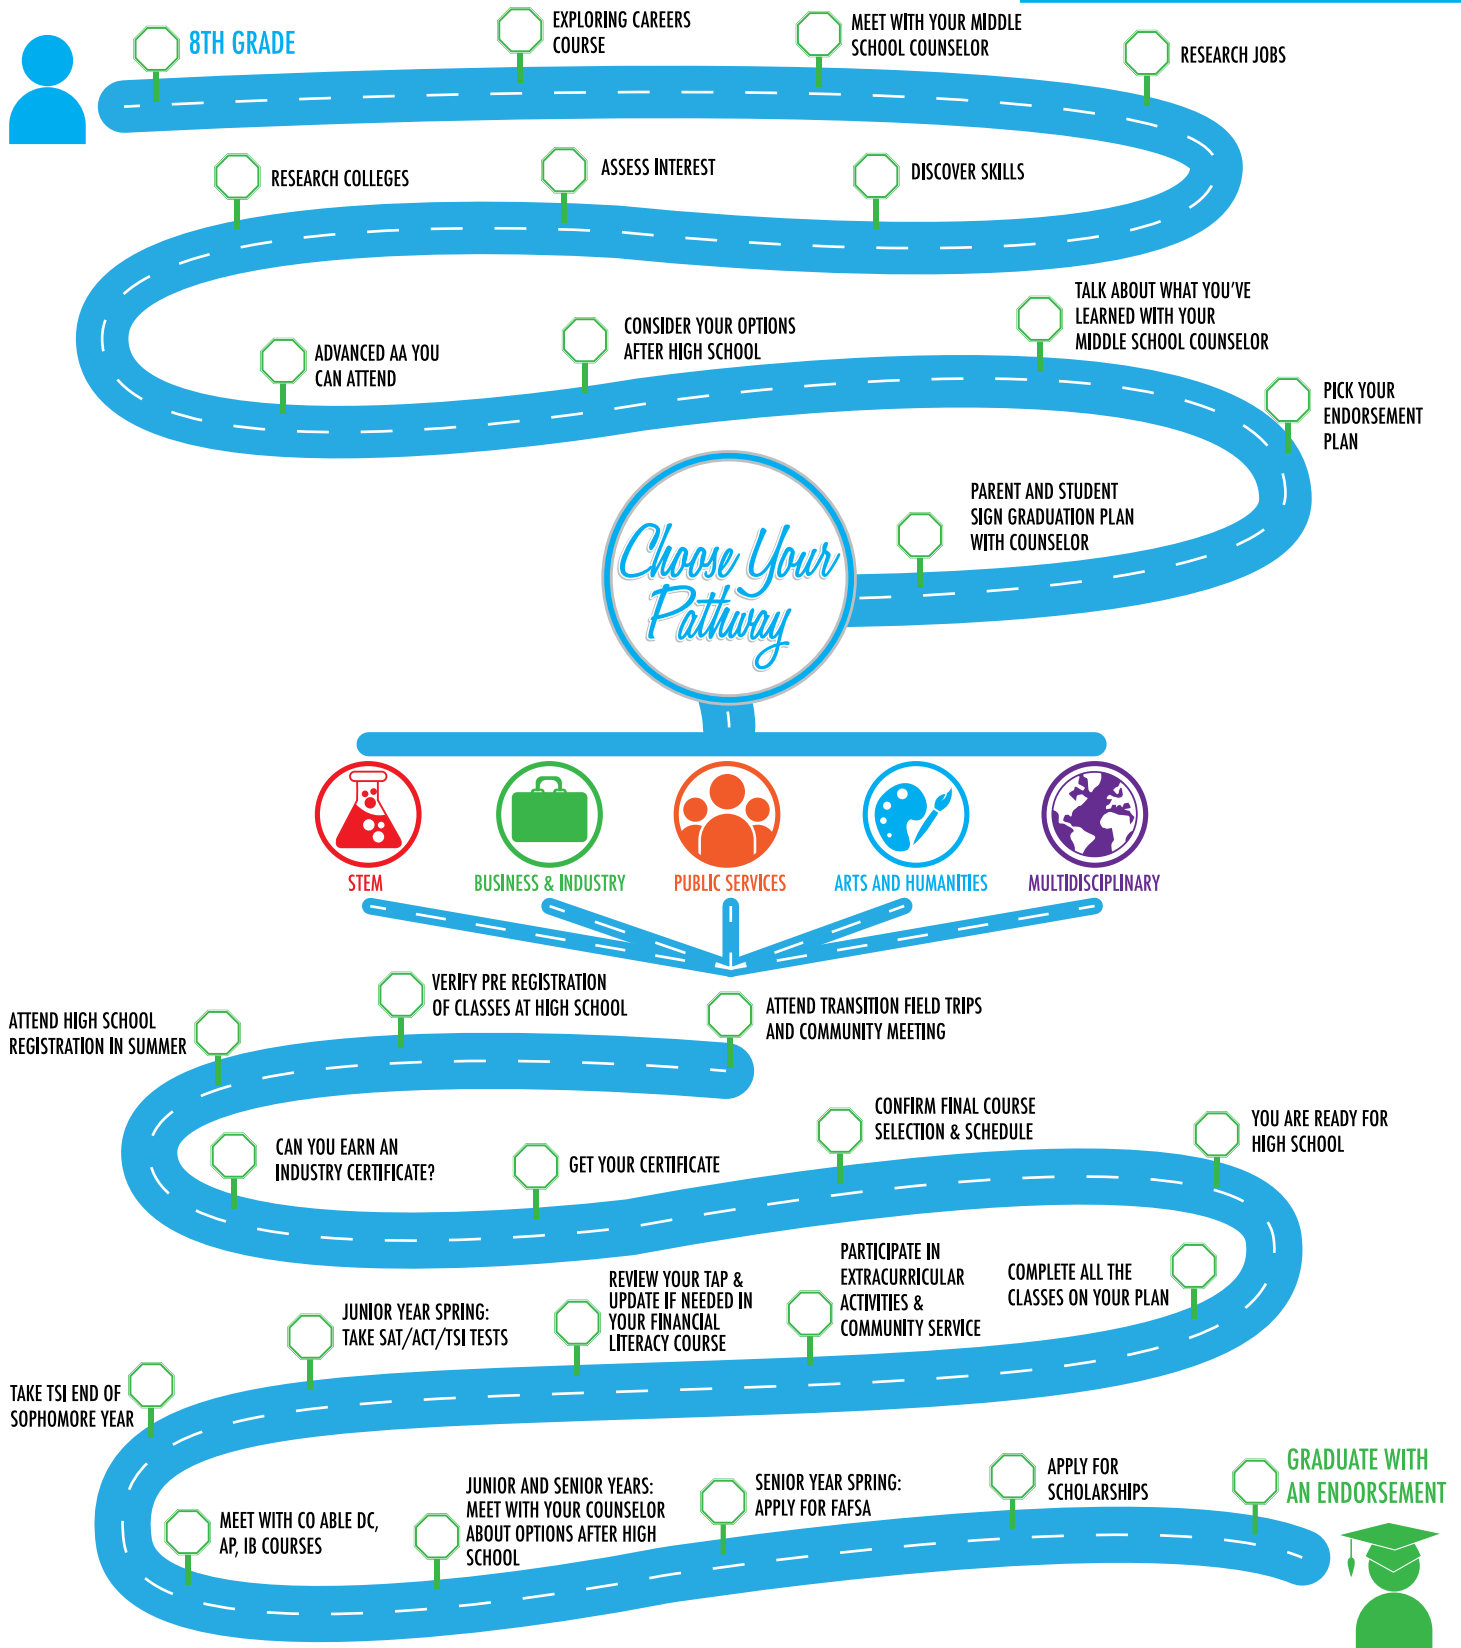 8TH GRADE
EXPLORING CAREERS
COURSE
MEET WITH YOUR MIDDLE
SCHOOL COUNSELOR
RESEARCH JOBS
RESEARCH COLLEGES
ASSESS INTEREST
DISCOVER SKILLS
ADVANCED AA YOU
CAN ATTEND
CONSIDER YOUR OPTIONS
AFTER HIGH SCHOOL
TALK ABOUT WHAT YOU'VE
LEARNED WITH YOUR
MIDDLE SCHOOL COUNSELOR
PICK YOUR
ENDORSEMENT
PLAN
PARENT AND STUDENT
SIGN GRADUATION PLAN
WITH COUNSELOR
Choose Your
Pathway
STEM
BUSINESS & INDUSTRY
PUBLIC SERVICES
ARTS AND HUMANITIES
MULTIDISCIPLINARY
ATTEND TRANSITION FIELD TRIPS
AND COMMUNITY MEETING
VERIFY PRE REGISTRATION
OF CLASSES AT HIGH SCHOOL
ATTEND HIGH SCHOOL
REGISTRATION IN SUMMER
CAN YOU EARN AN
INDUSTRY CERTIFICATE?
GET YOUR CERTIFICATE
CONFIRM FINAL COURSE
SELECTION & SCHEDULE
YOU ARE READY FOR
HIGH SCHOOL
COMPLETE ALL THE
CLASSES ON YOUR PLAN
PARTICIPATE IN
EXTRACURRICULAR
ACTIVITIES &
COMMUNITY SERVICE
REVIEW YOUR TAP &
UPDATE IF NEEDED IN
YOUR FINANCIAL
LITERACY COURSE
JUNIOR YEAR SPRING:
TAKE SAT/ACT/TSI TESTS
TAKE TSI END OF
SOPHOMORE YEAR
MEET WITH CO ABLE DC,
AP, IB COURSES
JUNIOR AND SENIOR YEARS:
MEET WITH YOUR COUNSELOR
ABOUT OPTIONS AFTER HIGH
SCHOOL
SENIOR YEAR SPRING:
APPLY FOR FAFSA
APPLY FOR
SCHOLARSHIPS
GRADUATE WITH
AN ENDORSEMENT